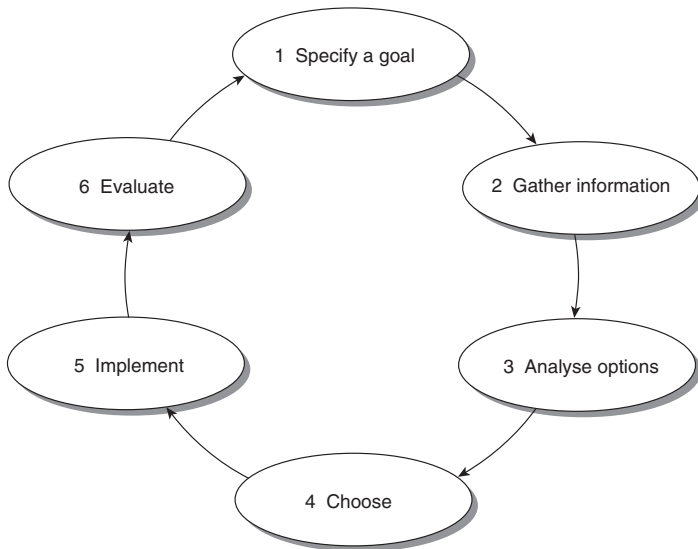 1 Specify a goal
2 Gather information
3 Analyse options
4 Choose
5 Implement
6 Evaluate